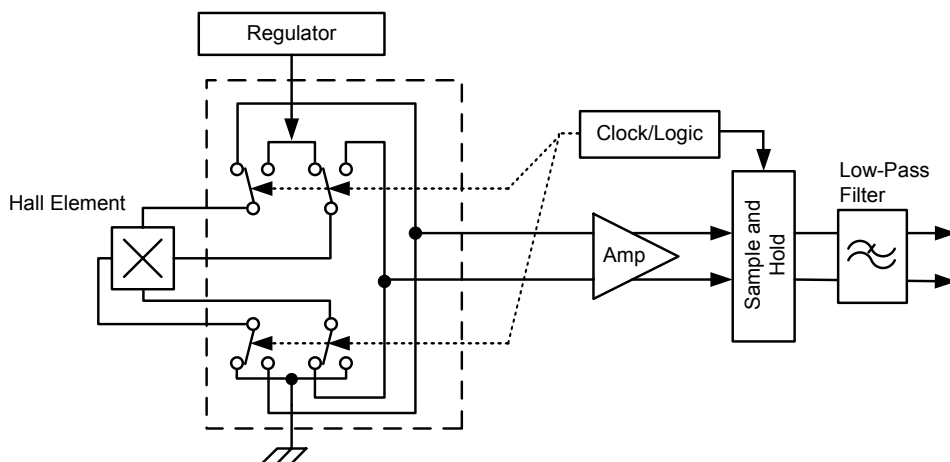 Regulator
Clock/Logic
Low-Pass
Filter
Hall Element
Amp
Sample and
Hold